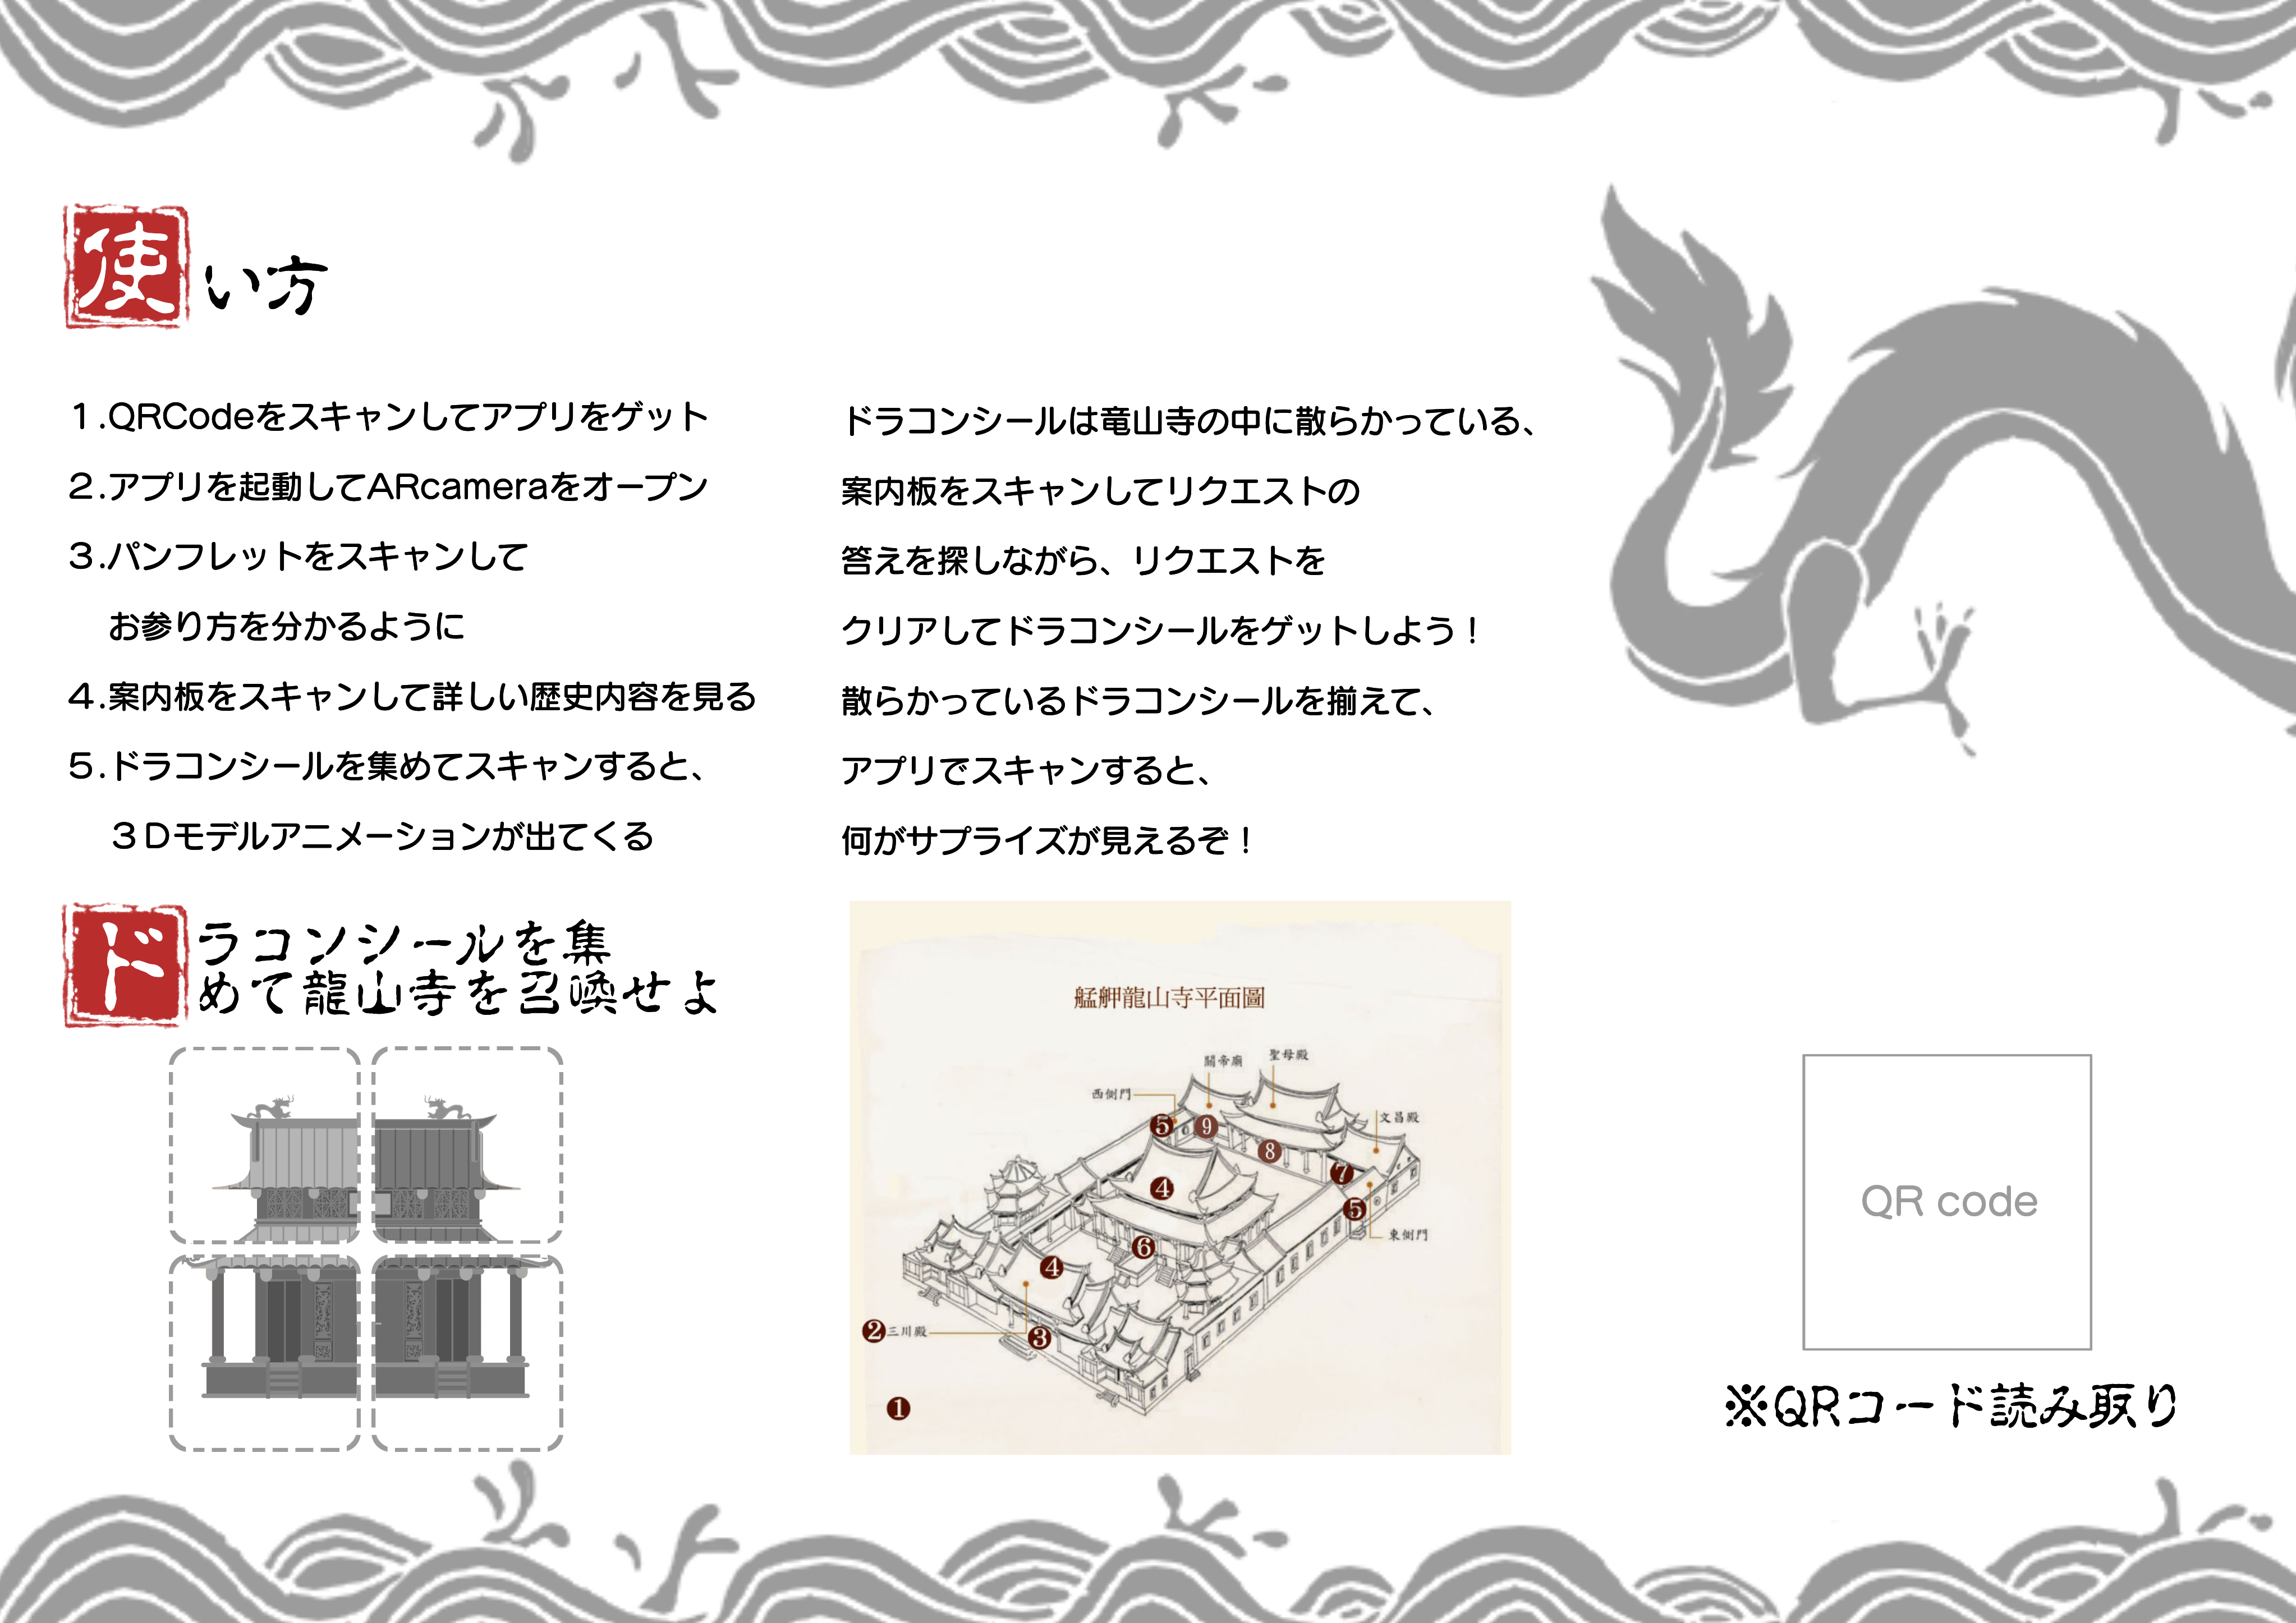 使い方
１.QRCodeをスキャンしてアプリをゲット
２.アプリを起動してARcameraをオープン
３.パンフレットをスキャンして
お参り方を分かるように
４.案内板をスキャンして詳しい歴史内容を見る
５.ドラコンシールを集めてスキャンすると、
３Ｄモデルアニメーションが出てくる
ドラコンシールは竜山寺の中に散らかっている、
案内板をスキャンしてリクエストの
答えを探しながら、リクエストを
クリアしてドラコンシールをゲットしよう！
散らかっているドラコンシールを揃えて、
アプリでスキャンすると、
何がサプライズが見えるぞ！
ドラコンシールを集
めて龍山寺を召喚せよ
艋舺龍山寺平面圖
關帝廟
聖母殿
西側門
文昌殿
5
9
8
7
4
5
東側門
6
4
2三川殿
3
1
QR code
※QRコード読み取り